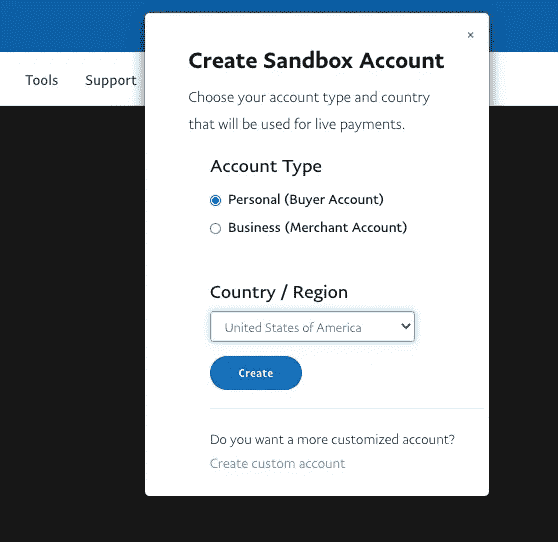 Tools Support
×
Create Sandbox Account
Choose your account type and country
that will be used for live payments.
Account Type
Personal (Buyer Account)
Business (Merchant Account)
Country / Region
United States of America
Create
Do you want a more customized account?
Create custom account